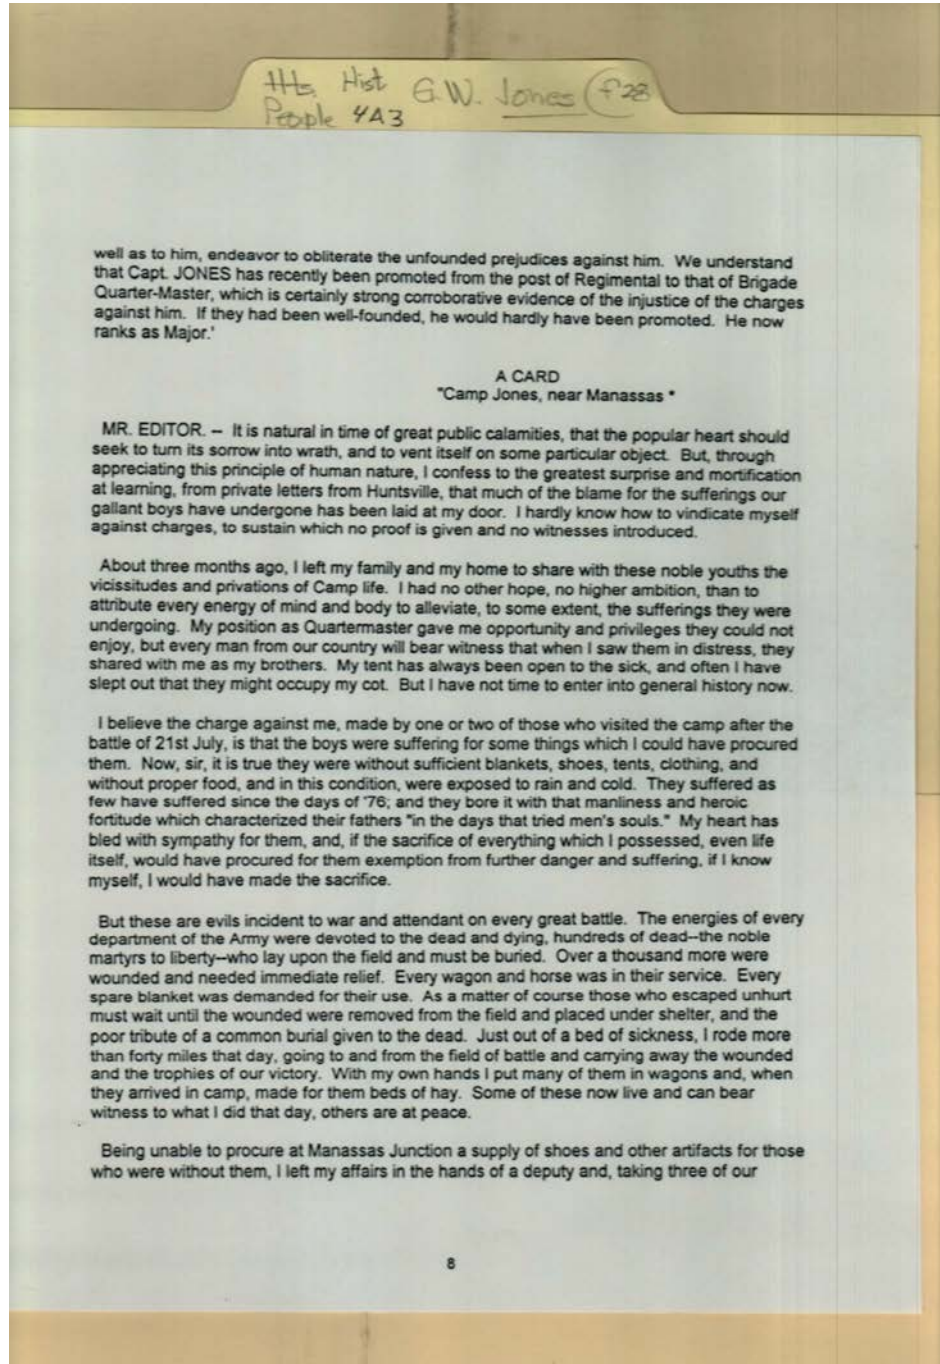 Hts. Hist G.W. Jones (f28
People 4A3
well as to him, endeavor to obliterate the unfounded prejudices against him. We understand
that Capt. JONES has recently been promoted from the post of Regimental to that of Brigade
Quarter-Master, which is certainly strong corroborative evidence of the injustice of the charges
against him. If they had been well-founded, he would hardly have been promoted. He now
ranks as Major.'
A CARD
"Camp Jones, near Manassas *
MR. EDITOR. -- It is natural in time of great public calamities, that the popular heart should
seek to turn its sorrow into wrath, and to vent itself on some particular object. But, through
appreciating this principle of human nature, I confess to the greatest surprise and mortification
at learning, from private letters from Huntsville, that much of the blame for the sufferings our
gallant boys have undergone has been laid at my door. I hardly know how to vindicate myself
against charges, to sustain which no proof is given and no witnesses introduced.
About three months ago, I left my family and my home to share with these noble youths the
vicissitudes and privations of Camp life. I had no other hope, no higher ambition, than to
attribute every energy of mind and body to alleviate, to some extent, the sufferings they were
undergoing. My position as Quartermaster gave me opportunity and privileges they could not
enjoy, but every man from our country will bear witness that when I saw them in distress, they
shared with me as my brothers. My tent has always been open to the sick, and often I have
slept out that they might occupy my cot. But I have not time to enter into general history now.
I believe the charge against me, made by one or two of those who visited the camp after the
battle of 21st July, is that the boys were suffering for some things which I could have procured
them. Now, sir, it is true they were without sufficient blankets, shoes, tents, clothing, and
without proper food, and in this condition, were exposed to rain and cold. They suffered as
few have suffered since the days of '76; and they bore it with that manliness and heroic
fortitude which characterized their fathers "in the days that tried men's souls." My heart has
bled with sympathy for them, and, if the sacrifice of everything which I possessed, even life
itself, would have procured for them exemption from further danger and suffering, if I know
myself, I would have made the sacrifice.
But these are evils incident to war and attendant on every great battle. The energies of every
department of the Army were devoted to the dead and dying, hundreds of dead--the noble
martyrs to liberty--who lay upon the field and must be buried. Over a thousand more were
wounded and needed immediate relief. Every wagon and horse was in their service. Every
spare blanket was demanded for their use. As a matter of course those who escaped unhurt
must wait until the wounded were removed from the field and placed under shelter, and the
poor tribute of a common burial given to the dead. Just out of a bed of sickness, I rode more
than forty miles that day, going to and from the field of battle and carrying away the wounded
and the trophies of our victory. With my own hands I put many of them in wagons and, when
they arrived in camp, made for them beds of hay. Some of these now live and can bear
witness to what I did that day, others are at peace.
Being unable to procure at Manassas Junction a supply of shoes and other artifacts for those
who were without them, I left my affairs in the hands of a deputy and, taking three of our
8